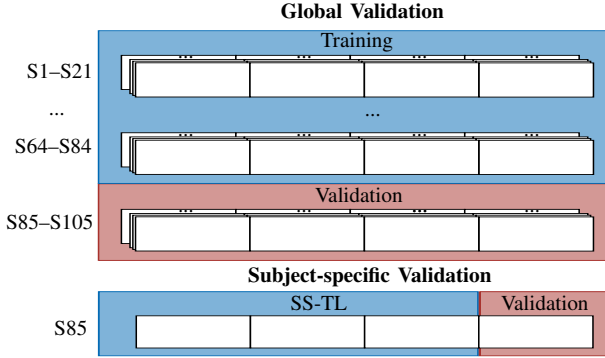 Global Validation
Training
... ... ... ...
S1–S21
... ...
... ... ... ...
S64–S84
Validation
... ... ... ...
S85–S105
Subject-specific Validation
SS-TL Validation
S85